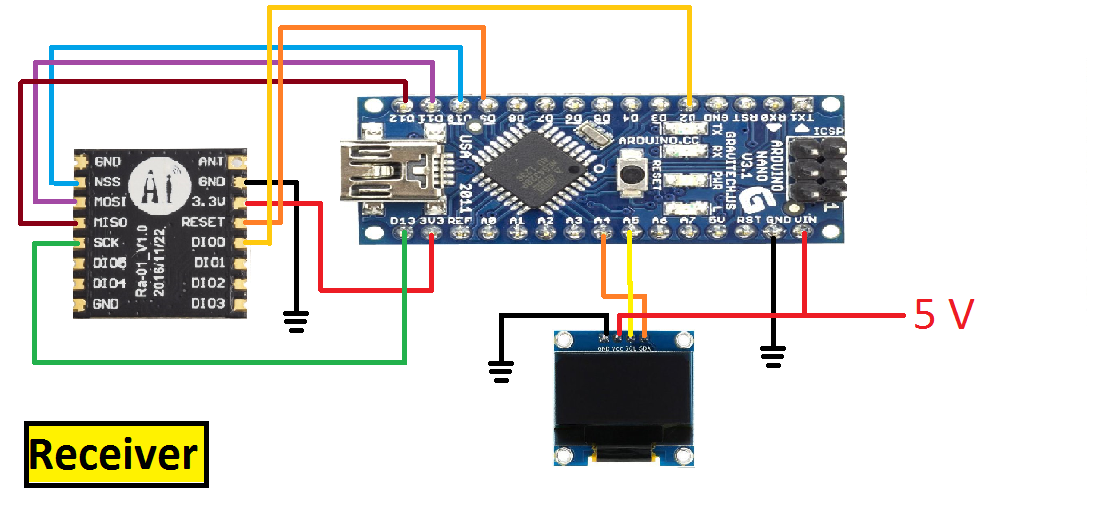 D12 D11 D10 D9 D8 D7 D6 D5 D4 D3 D2 GND RST RX0 TX1
ICSP
ARDUINO.CC
TX
RX
PWR
L
RESET
USA
2011
GRAVITECH.US
ARDUINO
NANO
V3.1
1
D13 3V3 REF A0 A1 A2 A3 A4 A5 A6 A7 5V RST GND VIN
GND
NSS
MOSI
MISO
SCK
DIO5
DIO4
GND
Ai
Ra-01_V1.0
2016/11/22
ANT
GND
3.3V
RESET
DIO0
DIO1
DIO2
DIO3
5 V
GND VCC SCL SDA
Receiver